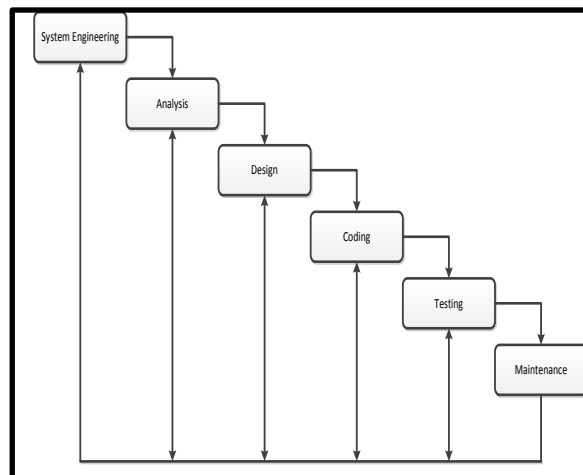 System Engineering
Analysis
Design
Coding
Testing
Maintenance